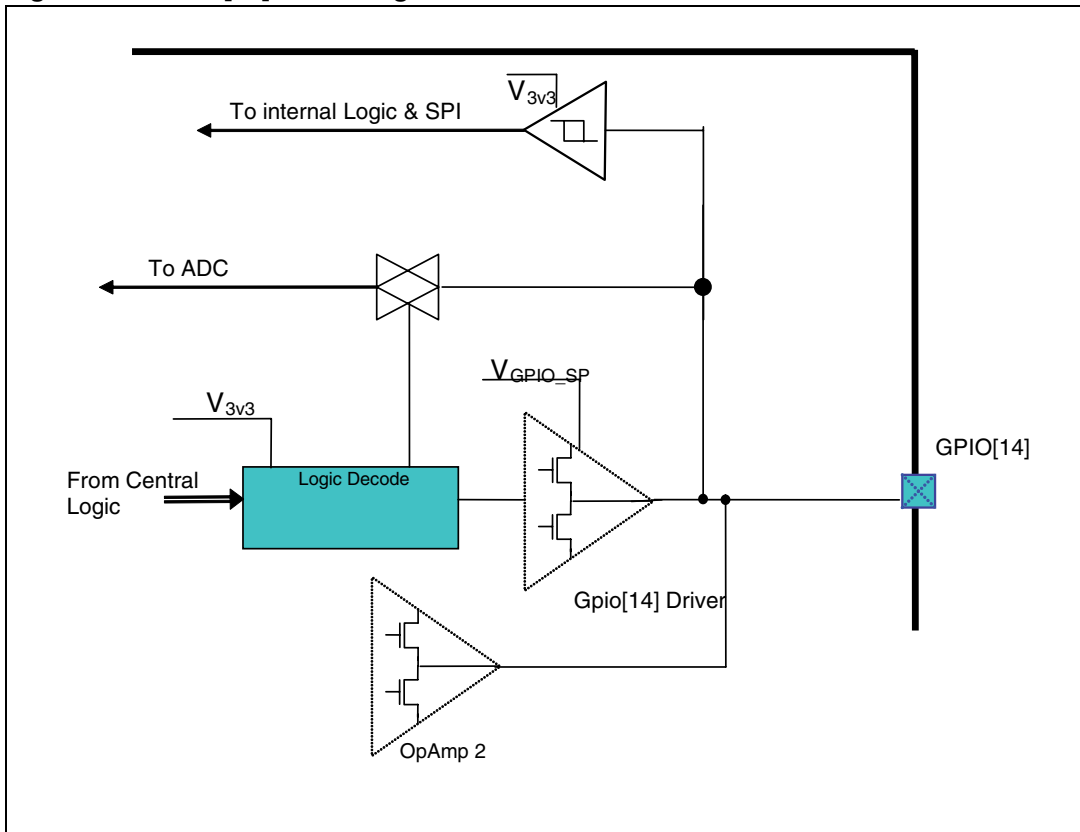 V3v3
To internal Logic & SPI
To ADC
VGPIO_SP
V3v3
GPIO[14]
From Central
Logic
Logic Decode
Gpio[14] Driver
OpAmp 2